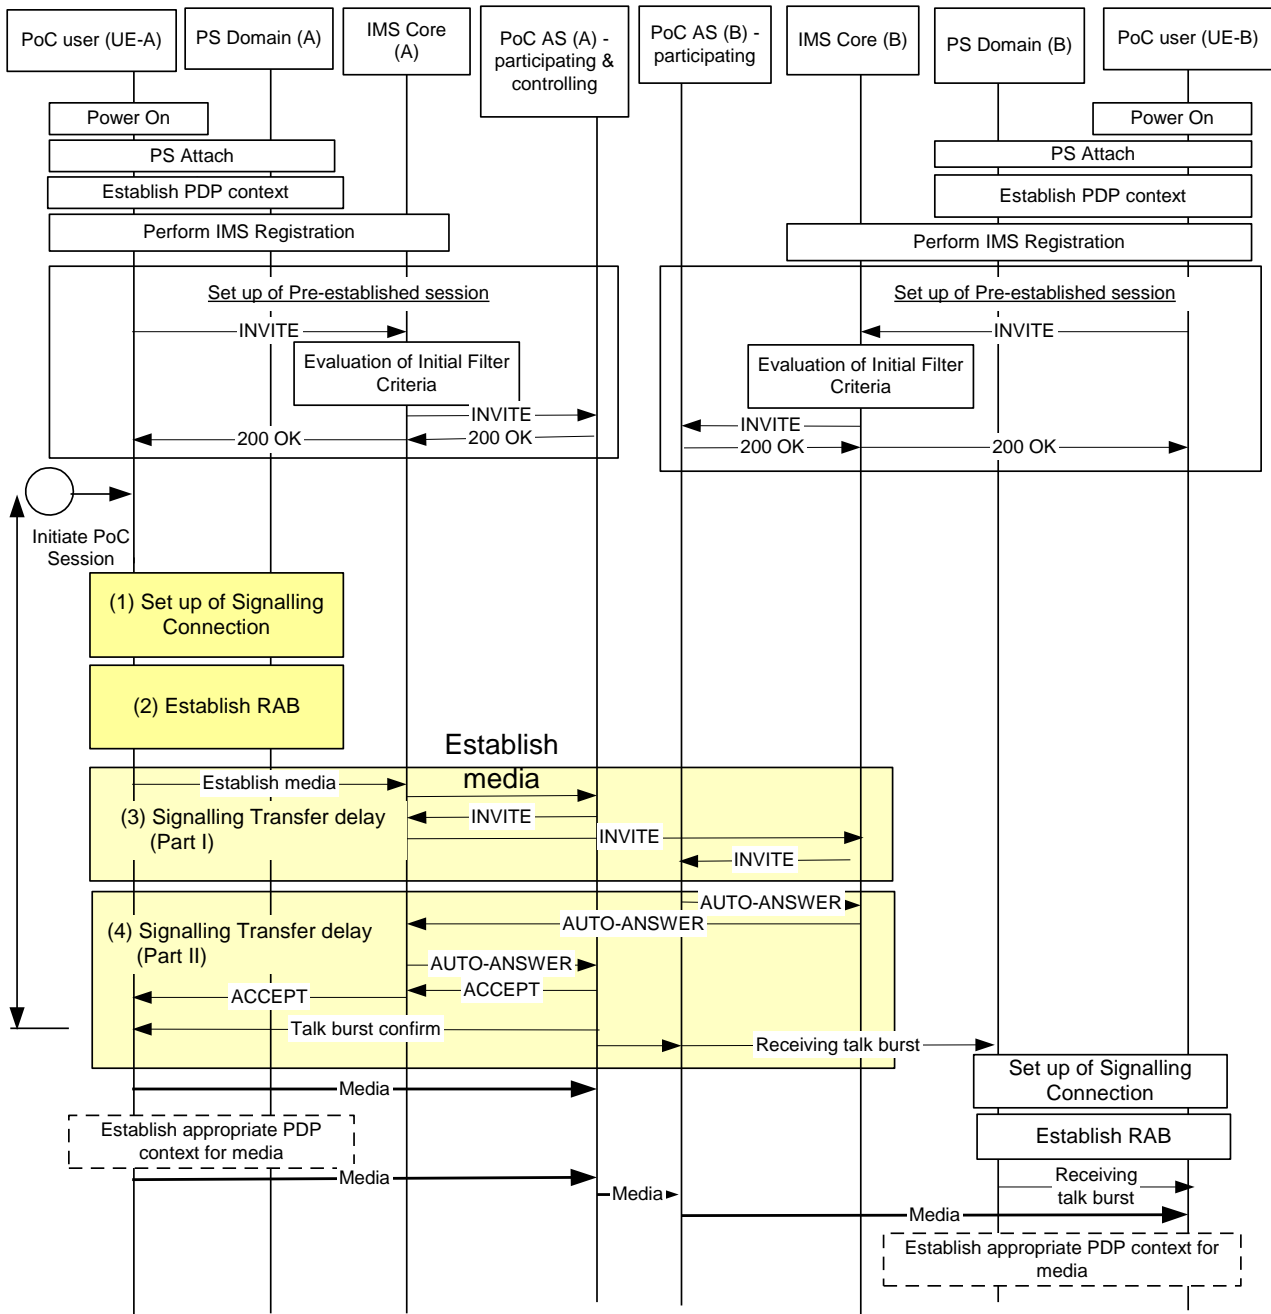 PoC user (UE-A)
PS Domain (A)
IMS Core
(A)
PoC AS (A) -
participating &
controlling
PoC AS (B) -
participating
IMS Core (B)
PS Domain (B)
PoC user (UE-B)
Power On
Power On
PS Attach
PS Attach
Establish PDP context
Establish PDP context
Perform IMS Registration
Perform IMS Registration
Set up of Pre-established session
Set up of Pre-established session
INVITE
INVITE
Evaluation of Initial Filter
Criteria
Evaluation of Initial Filter
Criteria
INVITE
INVITE
200 OK
200 OK
200 OK
200 OK
Initiate PoC
Session
(1) Set up of Signalling
Connection
(2) Establish RAB
Establish
media
Establish media
(3) Signalling Transfer delay
(Part I)
INVITE
INVITE
INVITE
AUTO-ANSWER
AUTO-ANSWER
(4) Signalling Transfer delay
(Part II)
AUTO-ANSWER
ACCEPT
ACCEPT
Talk burst confirm
Receiving talk burst
Set up of Signalling
Connection
Media
Establish appropriate PDP
context for media
Establish RAB
Media
Receiving
talk burst
Media
Media
Establish appropriate PDP context for
media